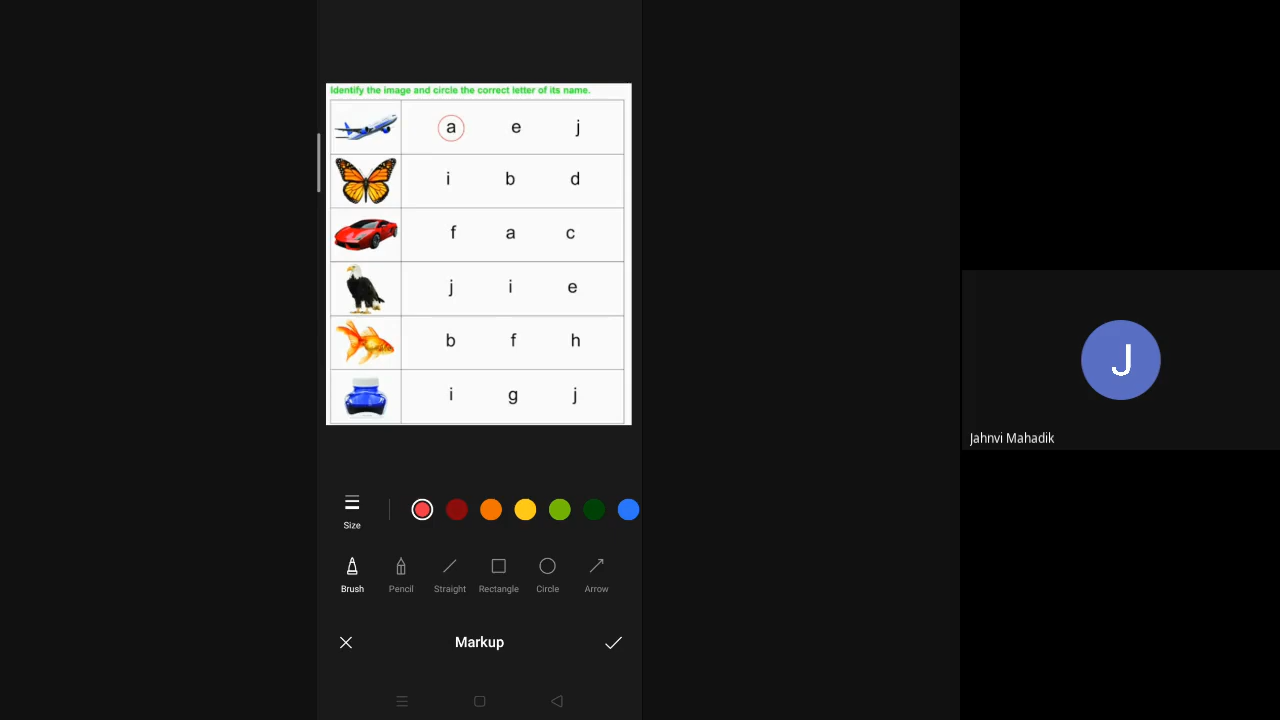 Identify the image and circle the correct letter of its name.
a e j
i b d
f a c
j i e
b f h
i g j
Size
Brush Pencil Straight Rectangle Circle Arrow
Markup
J
Jahnvi Mahadik